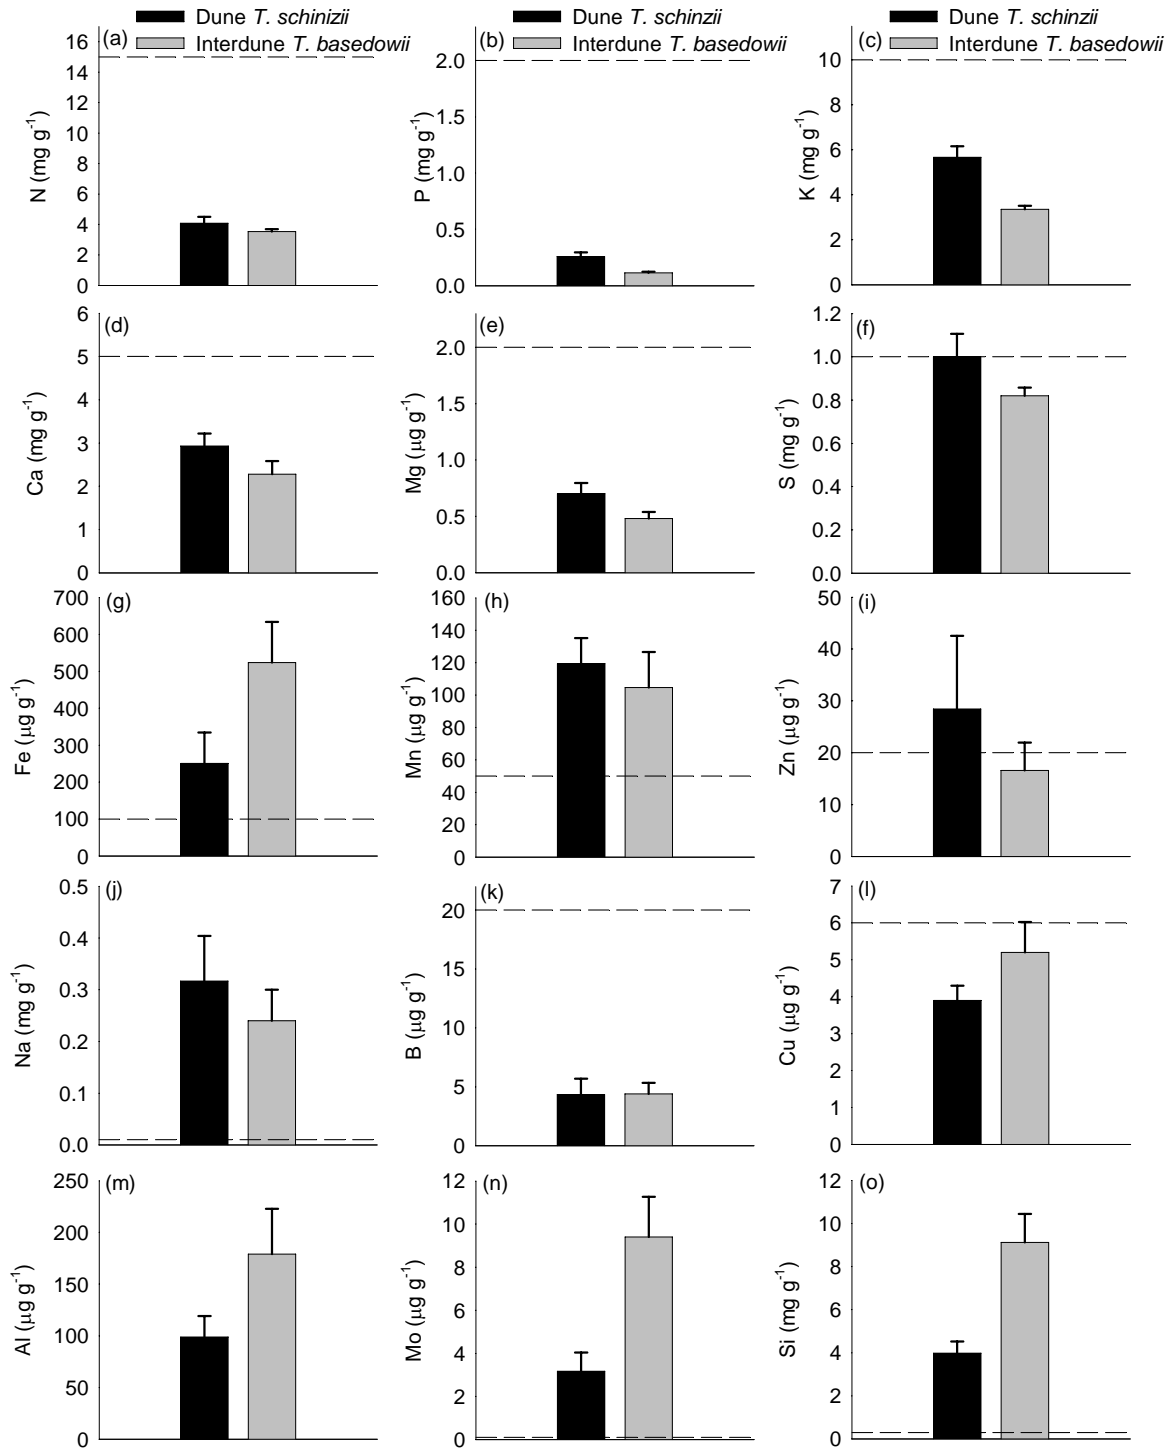 Dune T. schinizii
Interdune T. basedowii
Dune T. schinzii
Interdune T. basedowii
Dune T. schinzii
Interdune T. basedowii
(a)
16
14
12
10
8
6
4
2
0
N (mg g-1)
(b)
2.0
1.5
1.0
0.5
0.0
P (mg g-1)
(c)
10
8
6
4
2
0
K (mg g-1)
(d)
6
5
4
3
2
1
0
Ca (mg g-1)
(e)
2.0
1.5
1.0
0.5
0.0
Mg (μg g-1)
(f)
1.2
1.0
0.8
0.6
0.4
0.2
0.0
S (mg g-1)
(g)
700
600
500
400
300
200
100
0
Fe (μg g-1)
(h)
160
140
120
100
80
60
40
20
0
Mn (μg g-1)
(i)
50
40
30
20
10
0
Zn (μg g-1)
(j)
0.5
0.4
0.3
0.2
0.1
0.0
Na (mg g-1)
(k)
20
15
10
5
0
B (μg g-1)
(l)
7
6
5
4
3
2
1
0
Cu (μg g-1)
(m)
250
200
150
100
50
0
Al (μg g-1)
(n)
12
10
8
6
4
2
0
Mo (μg g-1)
(o)
12
10
8
6
4
2
0
Si (mg g-1)